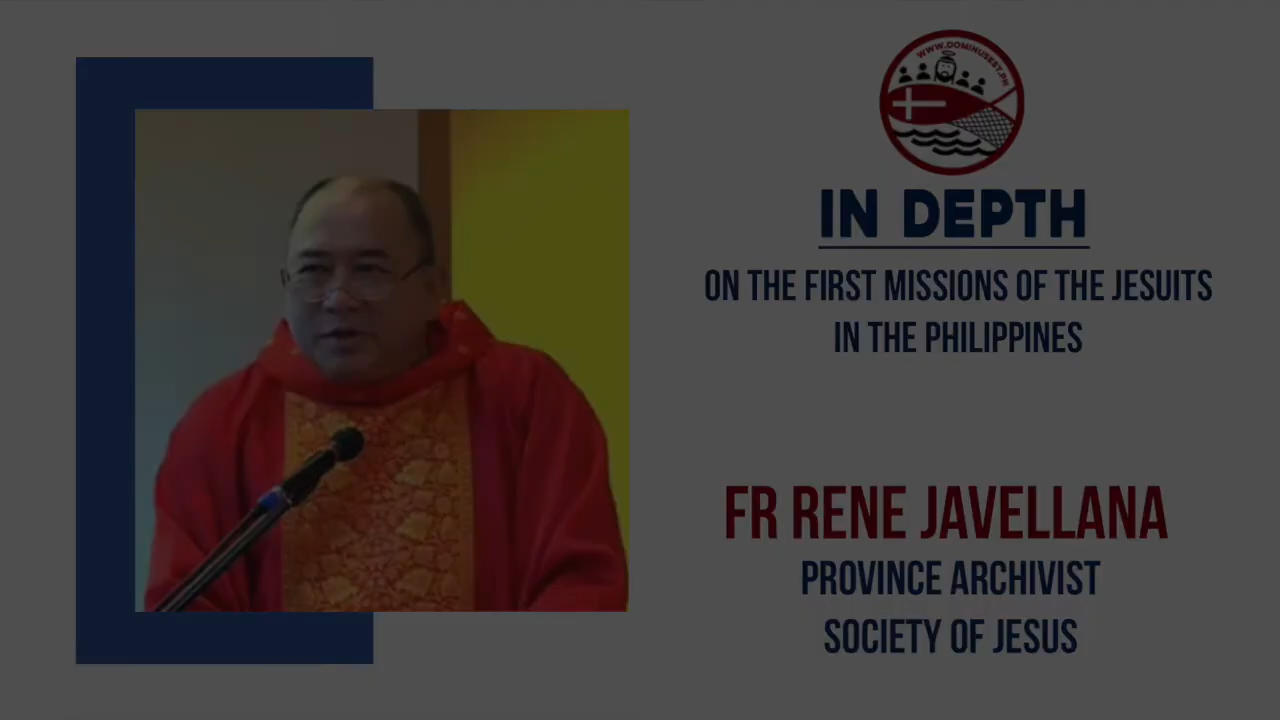 WWW.DOMINUSEST.PH
IN DEPTH
ON THE FIRST MISSIONS OF THE JESUITS
IN THE PHILIPPINES
FR RENE JAVELLANA
PROVINCE ARCHIVIST
SOCIETY OF JESUS